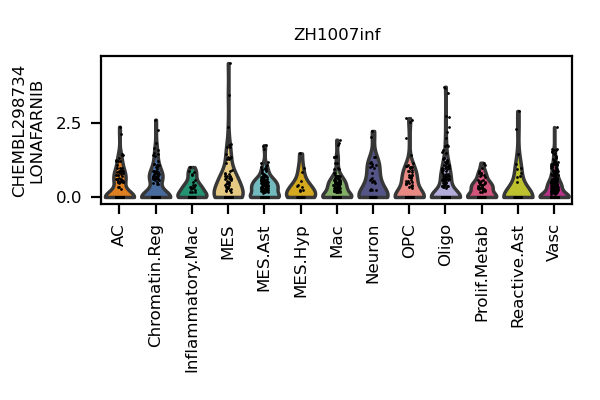 ZH1007inf
CHEMBL298734
LONAFARNIB
2.5
0.0
AC
Chromatin.Reg
Inflammatory.Mac
MES
MES.Ast
MES.Hyp
Mac
Neuron
OPC
Oligo
Prolif.Metab
Reactive.Ast
Vasc